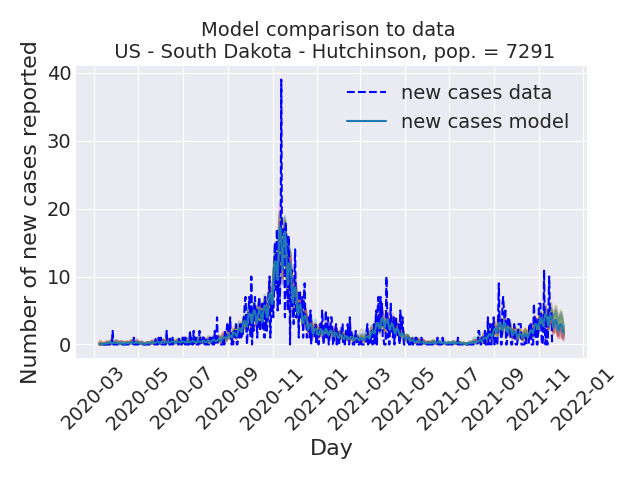 Model comparison to data
US - South Dakota - Hutchinson, pop. = 7291
Number of new cases reported
40
30
20
10
0
new cases data
new cases model
2020-03
2020-05
2020-07
2020-09
2020-11
2021-01
2021-03
2021-05
2021-07
2021-09
2021-11
2022-01
Day